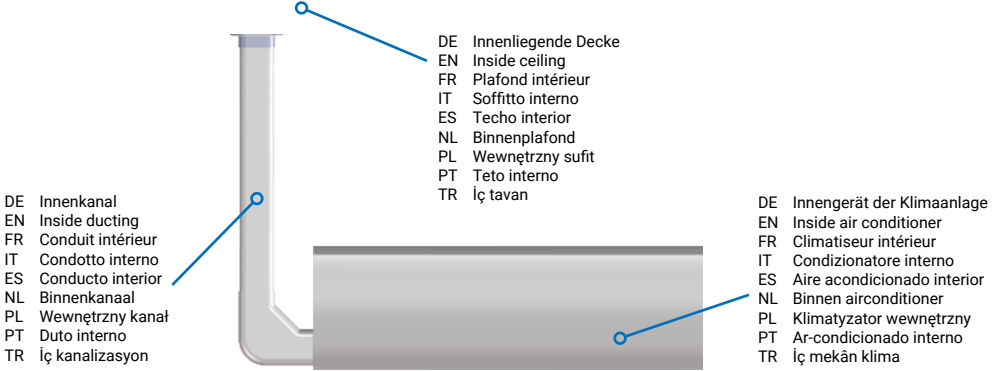 DE Innenliegende Decke
EN Inside ceiling
FR Plafond intérieur
IT Soffitto interno
ES Techo interior
NL Binnenplafond
PL Wewnętrzny sufit
PT Teto interno
TR İç tavan
DE Innenkanal
EN Inside ducting
FR Conduit intérieur
IT Condotto interno
ES Conducto interior
NL Binnenkanaal
PL Wewnętrzny kanał
PT Duto interno
TR İç kanalizasyon
DE Innengerät der Klimaanlage
EN Inside air conditioner
FR Climatiseur intérieur
IT Condizionatore interno
ES Aire acondicionado interior
NL Binnen airconditioner
PL Klimatyzator wewnętrzny
PT Ar-condicionado interno
TR İç mekân klima